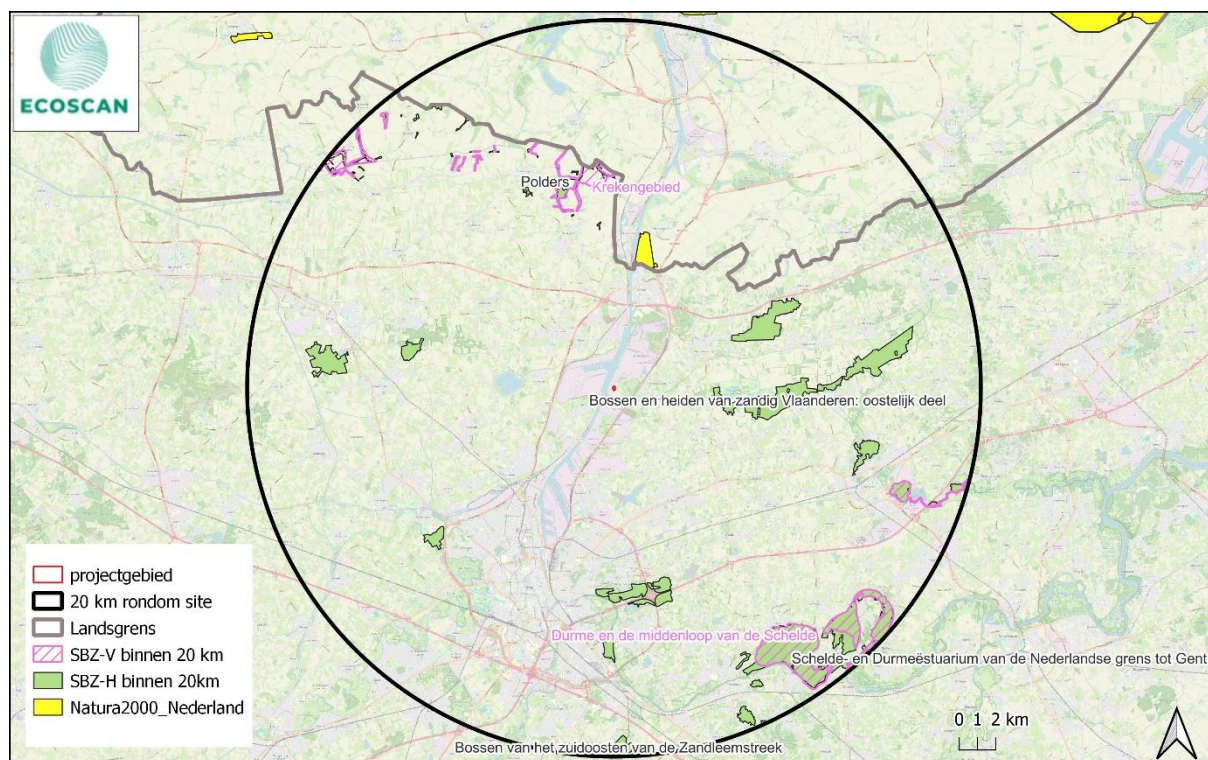 ECOSCAN
Polders
Krekengebied
Bossen en heiden van zandig Vlaanderen: oostelijk deel
Durme en de middenloop van de Schelde
Schelde- en Durmeëstuarium van de Nederlandse grens tot Gent
Bossen van het zuidoosten van de Zandleemstreek
projectgebied
20 km rondom site
Landsgrens
SBZ-V binnen 20 km
SBZ-H binnen 20km
Natura2000_Nederland
0 1 2 km